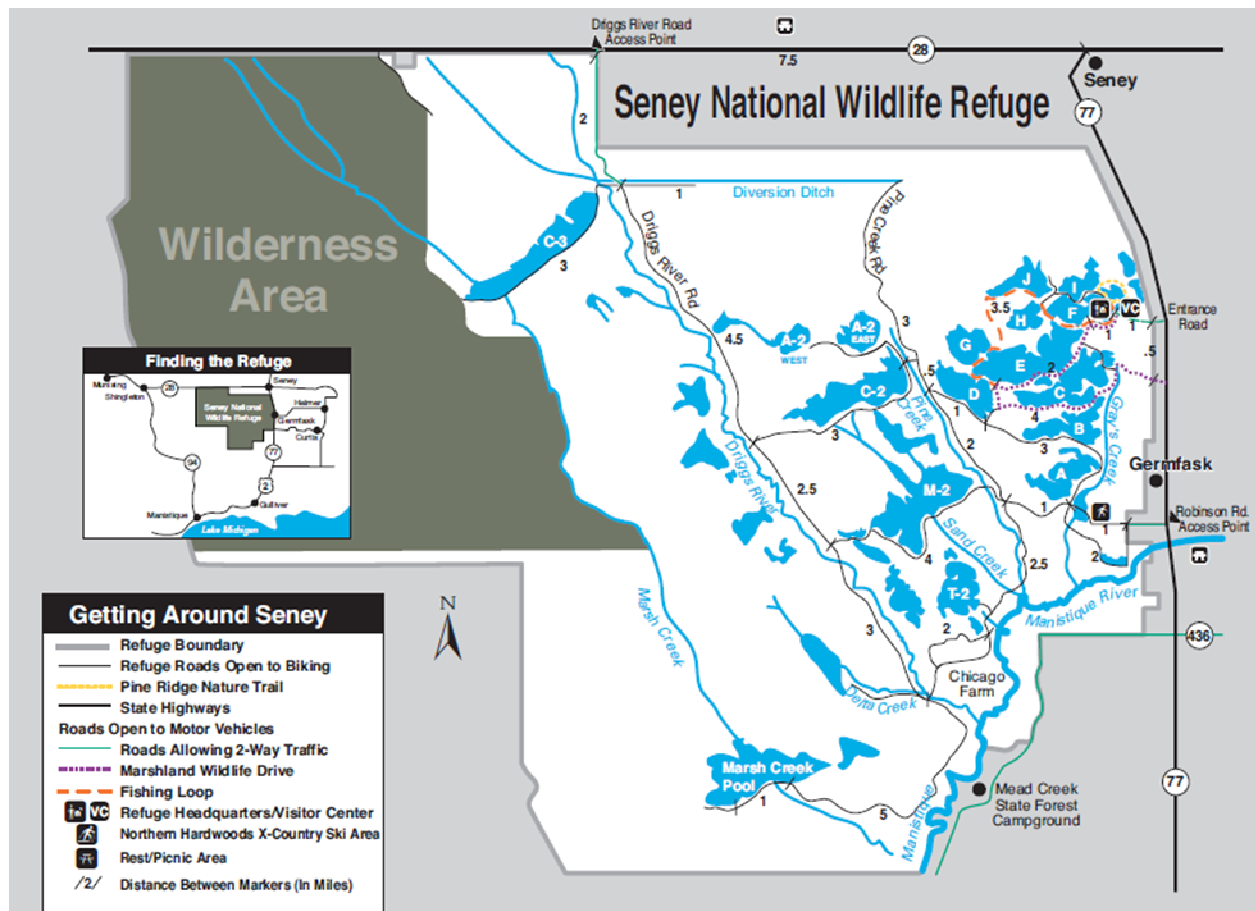 Driggs River Road
Access Point
28
7.5
Seney
Seney National Wildlife Refuge
77
2
1
Diversion Ditch
Pine Creek Rd
Driggs River Rd
Wilderness
Area
C-3
3
J
I
3.5
H
F
VC
1
1
Entrance
Road
.5
4.5
A-2
WEST
A-2
EAST
3
G
E
2
.5
C-2
D
C
Pine
Creek
1
4
B
Gray's Creek
3
2
3
A
Germfask
Driggs River
2.5
M-2
1
1
Robinson Rd.
Access Point
Sand Creek
4
2.5
2
T-2
Manistique River
436
Marsh Creek
3
2
Chicago
Farm
Delta Creek
Marsh Creek
Pool
1
5
Manistique
Mead Creek
State Forest
Campground
77
N
Finding the Refuge
Munising
Shingleton
28
Seney
Seney National
Wildlife Refuge
Helmer
Germfask
Curtis
77
94
2
Gulliver
Manistique
Lake Michigan
Getting Around Seney
Refuge Boundary
Refuge Roads Open to Biking
Pine Ridge Nature Trail
State Highways
Roads Open to Motor Vehicles
Roads Allowing 2-Way Traffic
Marshland Wildlife Drive
Fishing Loop
VC Refuge Headquarters/Visitor Center
Northern Hardwoods X-Country Ski Area
Rest/Picnic Area
/2/ Distance Between Markers (In Miles)